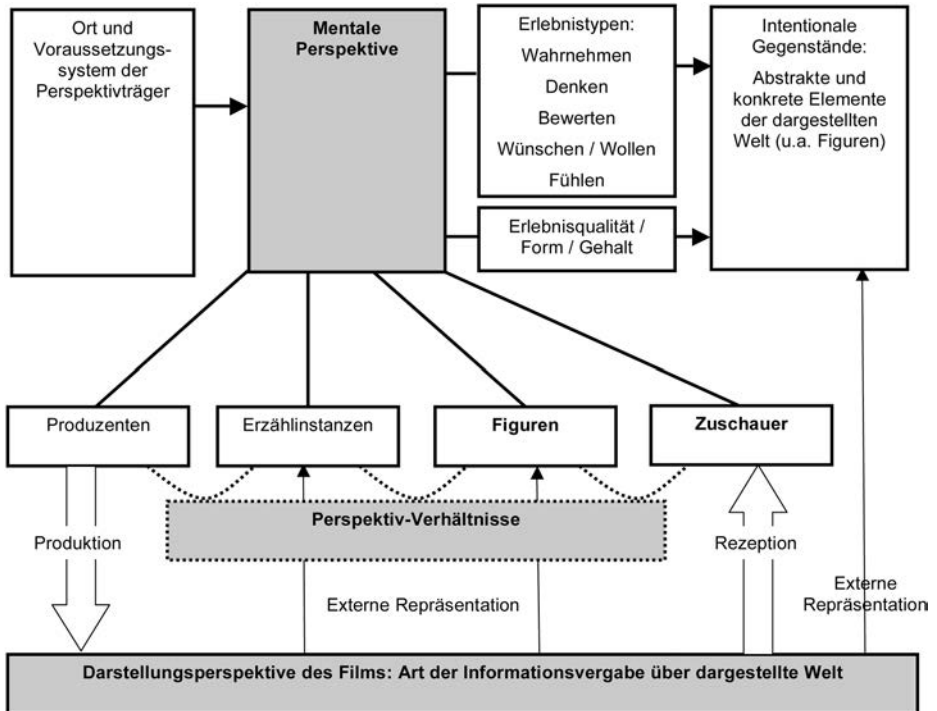 Ort und
Voraussetzungs-
system der
Perspektivträger
Mentale
Perspektive
Erlebnistypen:
Wahrnehmen
Denken
Bewerten
Wünschen / Wollen
Fühlen
Erlebnisqualität /
Form / Gehalt
Intentionale
Gegenstände:
Abstrakte und
konkrete Elemente
der dargestellten
Welt (u.a. Figuren)
Produzenten
Erzählinstanzen
Figuren
Zuschauer
Perspektiv-Verhältnisse
Produktion
Rezeption
Externe Repräsentation
Externe
Repräsentation
Darstellungsperspektive des Films: Art der Informationsvergabe über dargestellte Welt